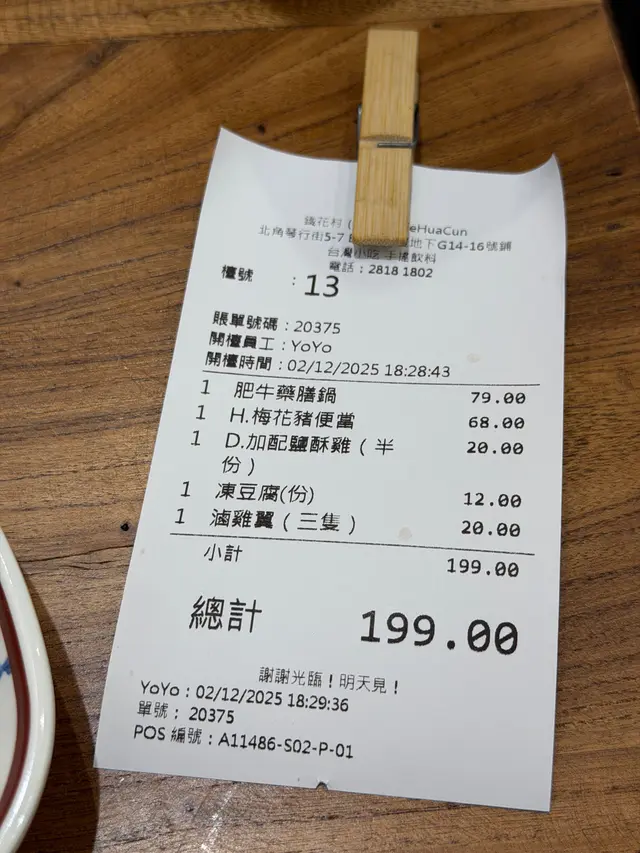 鏡花村 ( eHuaCun
北角琴行街5-7 地下G14-16號鋪
台灣小吃 手搖飲料
電話：2818 1802
檯號 ：13
賬單號碼：20375
開檯員工：YoYo
開檯時間：02/12/2025 18:28:43
1 肥牛藥膳鍋 79.00
1 H.梅花豬便當 68.00
1 D.加配鹽酥雞（半 20.00
份）
1 凍豆腐(份) 12.00
1 滷雞翼（三隻） 20.00
小計 199.00
總計 199.00
謝謝光臨！明天見！
YoYo：02/12/2025 18:29:36
單號：20375
POS 編號：A11486-S02-P-01